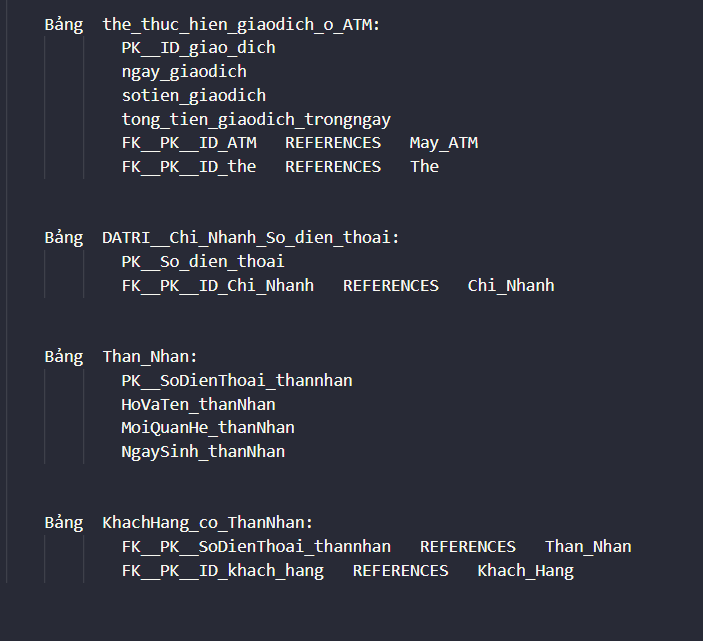 Bảng the_thuc_hien_giaodich_o_ATM:
PK__ID_giao_dich
ngay_giaodich
sotien_giaodich
tong_tien_giaodich_trongngay
FK__PK__ID_ATM REFERENCES May_ATM
FK__PK__ID_the REFERENCES The
Bảng DATRI__Chi_Nhanh_So_dien_thoai:
PK__So_dien_thoai
FK__PK__ID_Chi_Nhanh REFERENCES Chi_Nhanh
Bảng Than_Nhan:
PK__SoDienThoai_thannhan
HoVaTen_thanNhan
MoiQuanHe_thanNhan
NgaySinh_thanNhan
Bảng KhachHang_co_ThanNhan:
FK__PK__SoDienThoai_thannhan REFERENCES Than_Nhan
FK__PK__ID_khach_hang REFERENCES Khach_Hang